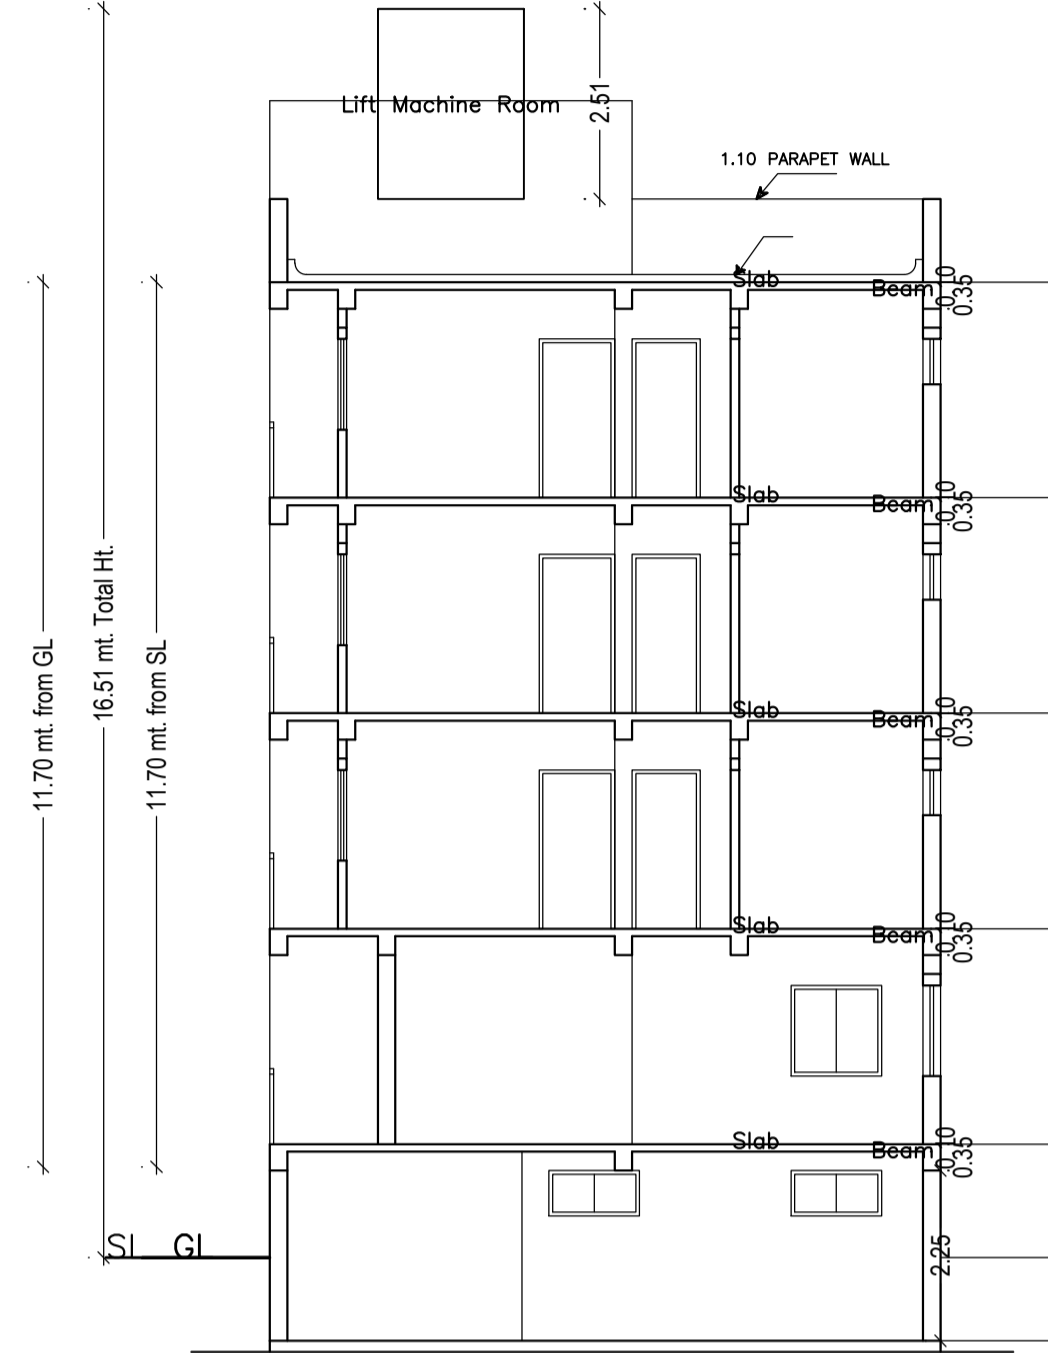 Lift Machine Room
2.51
1.10 PARAPET WALL
Slab
Beam
0.10
0.35
Slab
Beam
0.10
0.35
11.70 mt. from GL
16.51 mt. Total Ht.
11.70 mt. from SL
Slab
Beam
0.10
0.35
Slab
Beam
0.10
0.35
Slab
Beam
0.10
0.35
SL GL
2.25